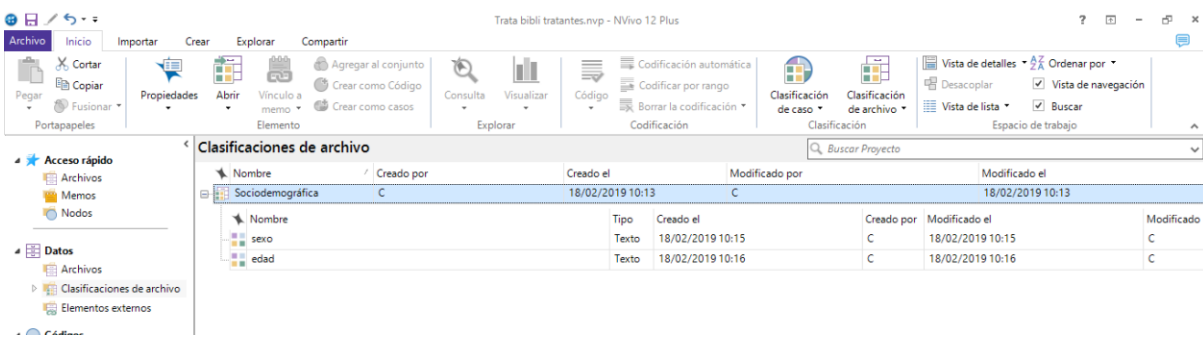 Trata bibli tratantes.nvp - NVivo 12 Plus
Archivo Inicio Importar Crear Explorar Compartir
Pegar
Cortar
Copiar
Fusionar
Portapapeles
Propiedades
Abrir
Vínculo a memo
Agregar al conjunto
Crear como Código
Crear como casos
Elemento
Consulta
Visualizar
Explorar
Código
Codificación automática
Codificar por rango
Borrar la codificación
Codificación
Clasificación de caso
Clasificación de archivo
Clasificación
Vista de detalles
Desacoplar
Vista de lista
Ordenar por
Vista de navegación
Buscar
Espacio de trabajo
Acceso rápido
Archivos
Memos
Nodos
Datos
Archivos
Clasificaciones de archivo
Elementos externos
Códigos
Clasificaciones de archivo
Buscar Proyecto
Nombre Creado por Creado el Modificado por Modificado el
Sociodemográfica C 18/02/2019 10:13 C 18/02/2019 10:13
Nombre Tipo Creado el Creado por Modificado el Modificado
sexo Texto 18/02/2019 10:15 C 18/02/2019 10:15 C
edad Texto 18/02/2019 10:16 C 18/02/2019 10:16 C